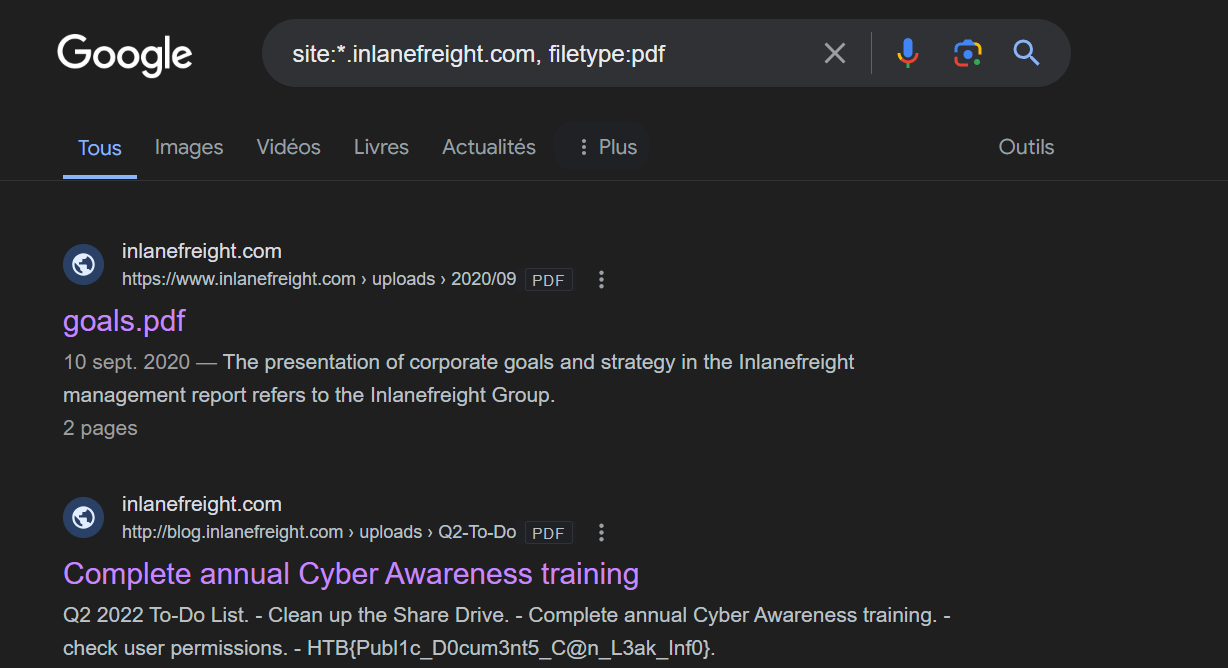 Google
site:*.inlanefreight.com, filetype:pdf
Tous Images Vidéos Livres Actualités Plus Outils
inlanefreight.com
https://www.inlanefreight.com › uploads › 2020/09 PDF
goals.pdf
10 sept. 2020 — The presentation of corporate goals and strategy in the Inlanefreight
management report refers to the Inlanefreight Group.
2 pages
inlanefreight.com
http://blog.inlanefreight.com › uploads › Q2-To-Do PDF
Complete annual Cyber Awareness training
Q2 2022 To-Do List. - Clean up the Share Drive. - Complete annual Cyber Awareness training. -
check user permissions. - HTB{Publ1c_D0cum3nt5_C@n_L3ak_Inf0}.